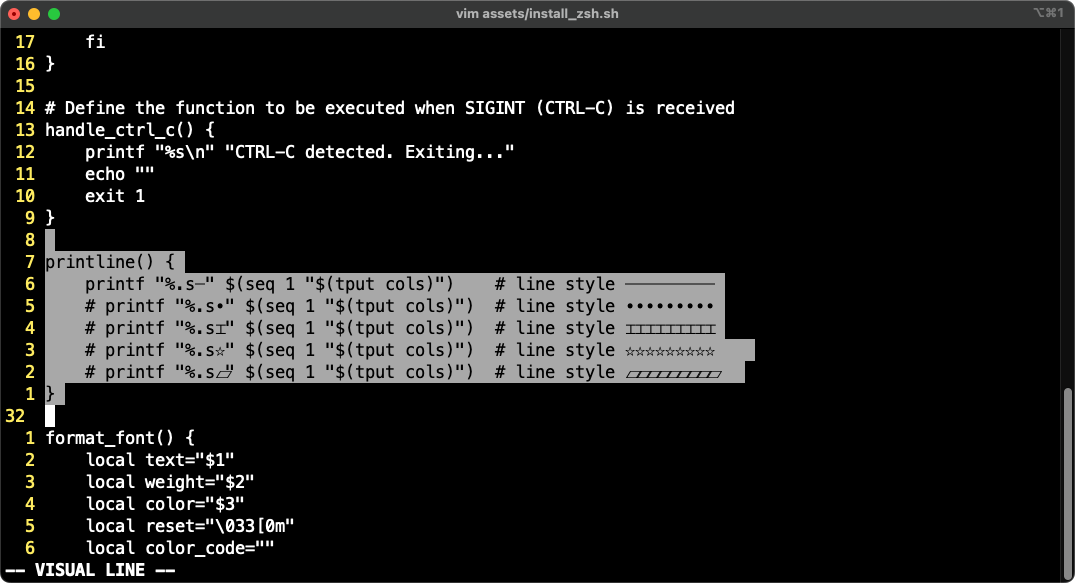 vim assets/install_zsh.sh
⌥⌘1
17     fi
16 }
15
14 # Define the function to be executed when SIGINT (CTRL-C) is received
13 handle_ctrl_c() {
12     printf "%s\n" "CTRL-C detected. Exiting..."
11     echo ""
10     exit 1
9 }
8
7 printline() {
6     printf "%.s─" $(seq 1 "$(tput cols)")    # line style ─────────
5     # printf "%.s•" $(seq 1 "$(tput cols)")  # line style •••••••••
4     # printf "%.s⌶" $(seq 1 "$(tput cols)")  # line style ⌶⌶⌶⌶⌶⌶⌶⌶⌶
3     # printf "%.s☆" $(seq 1 "$(tput cols)")  # line style ☆☆☆☆☆☆☆☆☆
2     # printf "%.s▱" $(seq 1 "$(tput cols)")  # line style ▱▱▱▱▱▱▱▱▱
1 }
32
1 format_font() {
2     local text="$1"
3     local weight="$2"
4     local color="$3"
5     local reset="\033[0m"
6     local color_code=""
-- VISUAL LINE --